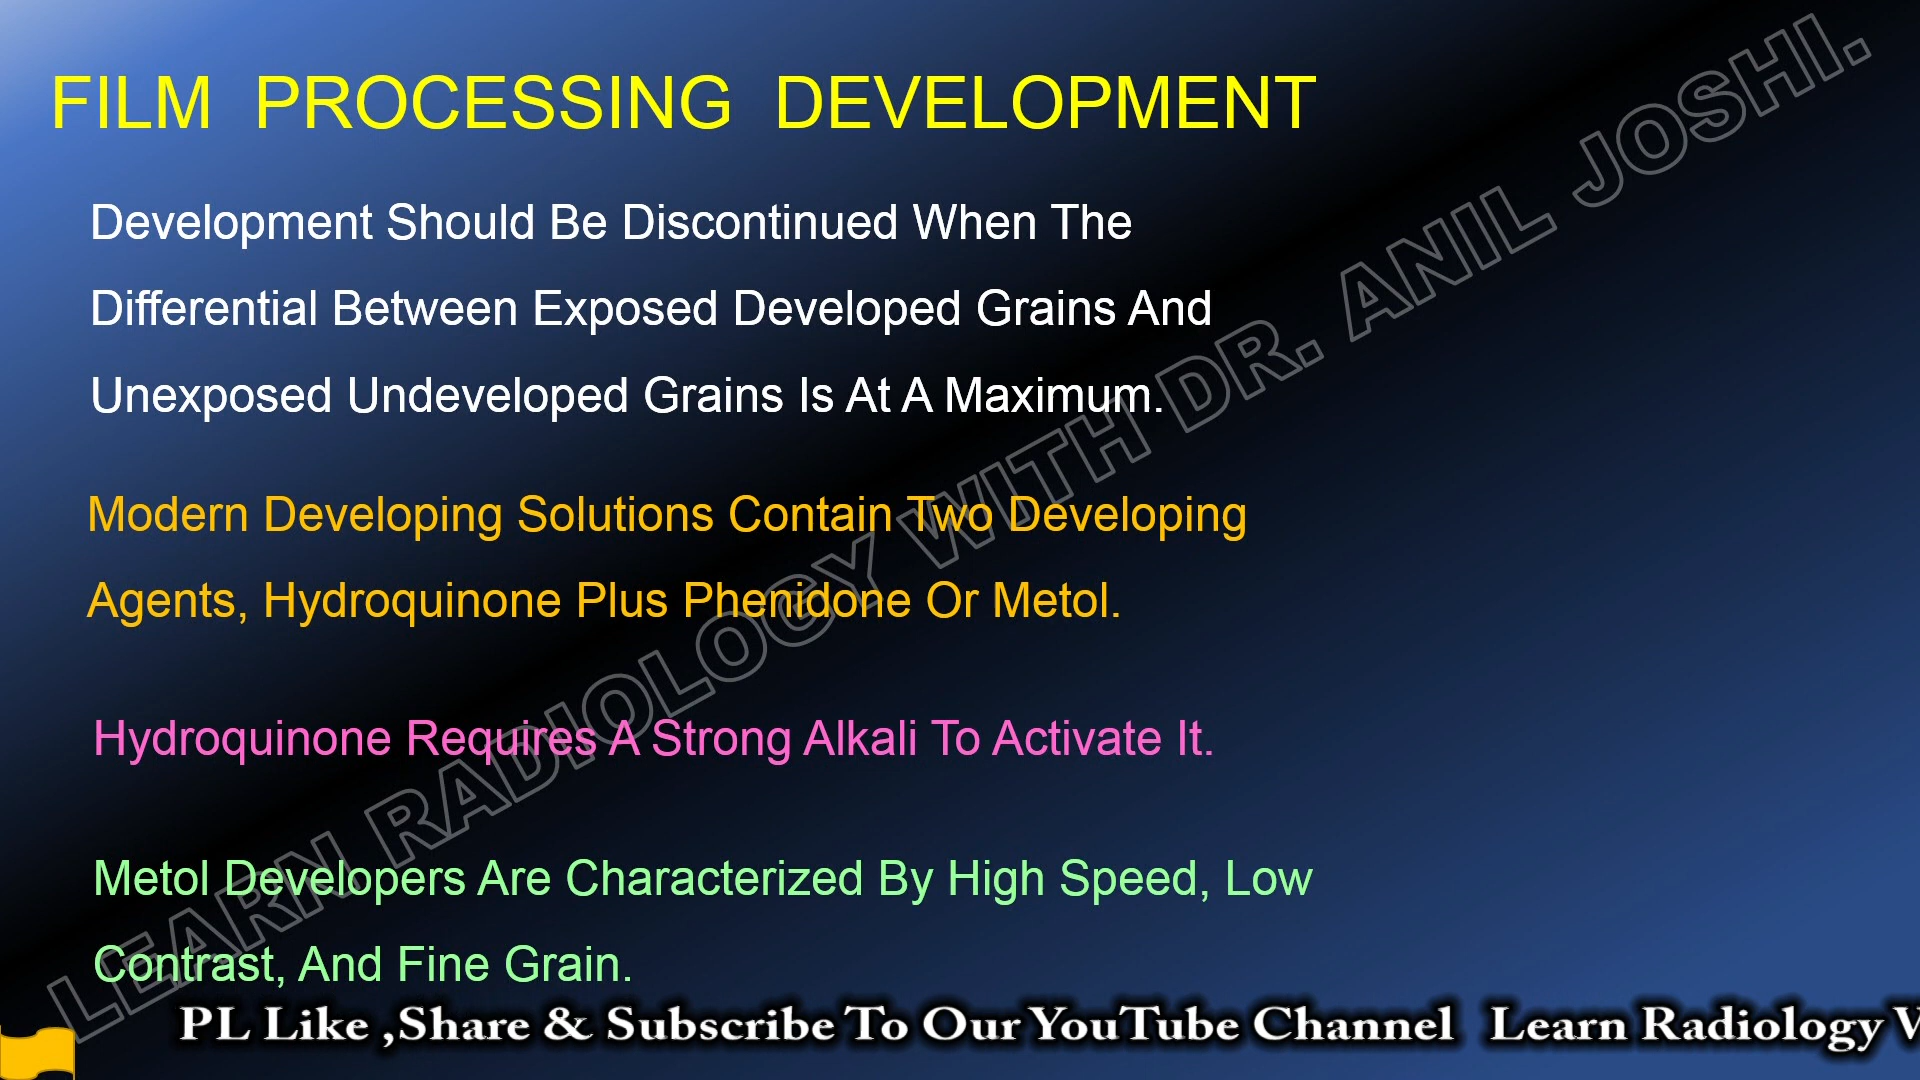 FILM PROCESSING DEVELOPMENT
Development Should Be Discontinued When The
Differential Between Exposed Developed Grains And
Unexposed Undeveloped Grains Is At A Maximum.
Modern Developing Solutions Contain Two Developing
Agents, Hydroquinone Plus Phenidone Or Metol.
Hydroquinone Requires A Strong Alkali To Activate It.
Metol Developers Are Characterized By High Speed, Low
Contrast, And Fine Grain.
LEARN RADIOLOGY WITH DR. ANIL JOSHI.
PL Like ,Share & Subscribe To Our YouTube Channel Learn Radiology